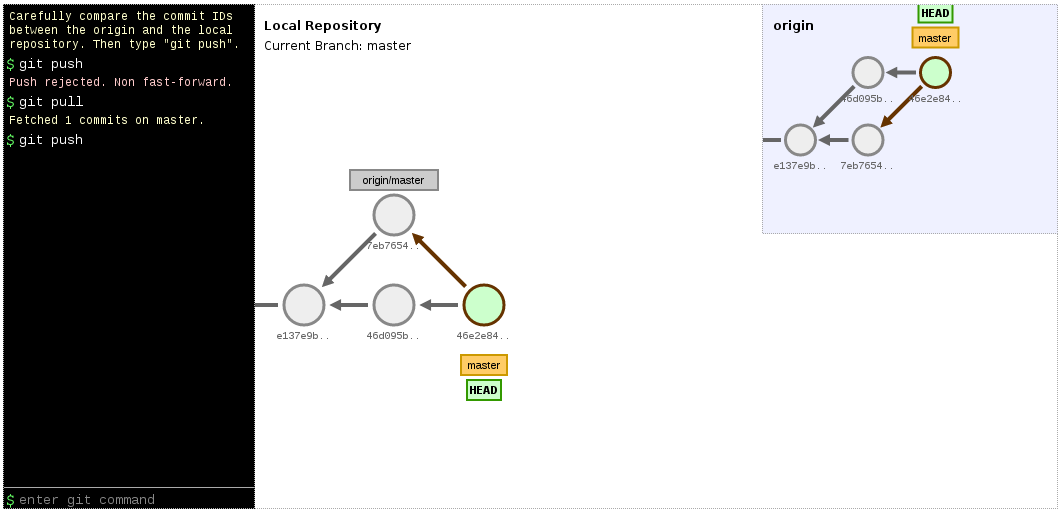 Carefully compare the commit IDs
between the origin and the local
repository. Then type "git push".
$ git push
Push rejected. Non fast-forward.
$ git pull
Fetched 1 commits on master.
$ git push
$ enter git command
Local Repository
Current Branch: master
origin/master
7eb7654..
e137e9b..
46d095b..
46e2e84..
master
HEAD
origin
HEAD
master
46d095b..
46e2e84..
e137e9b..
7eb7654..